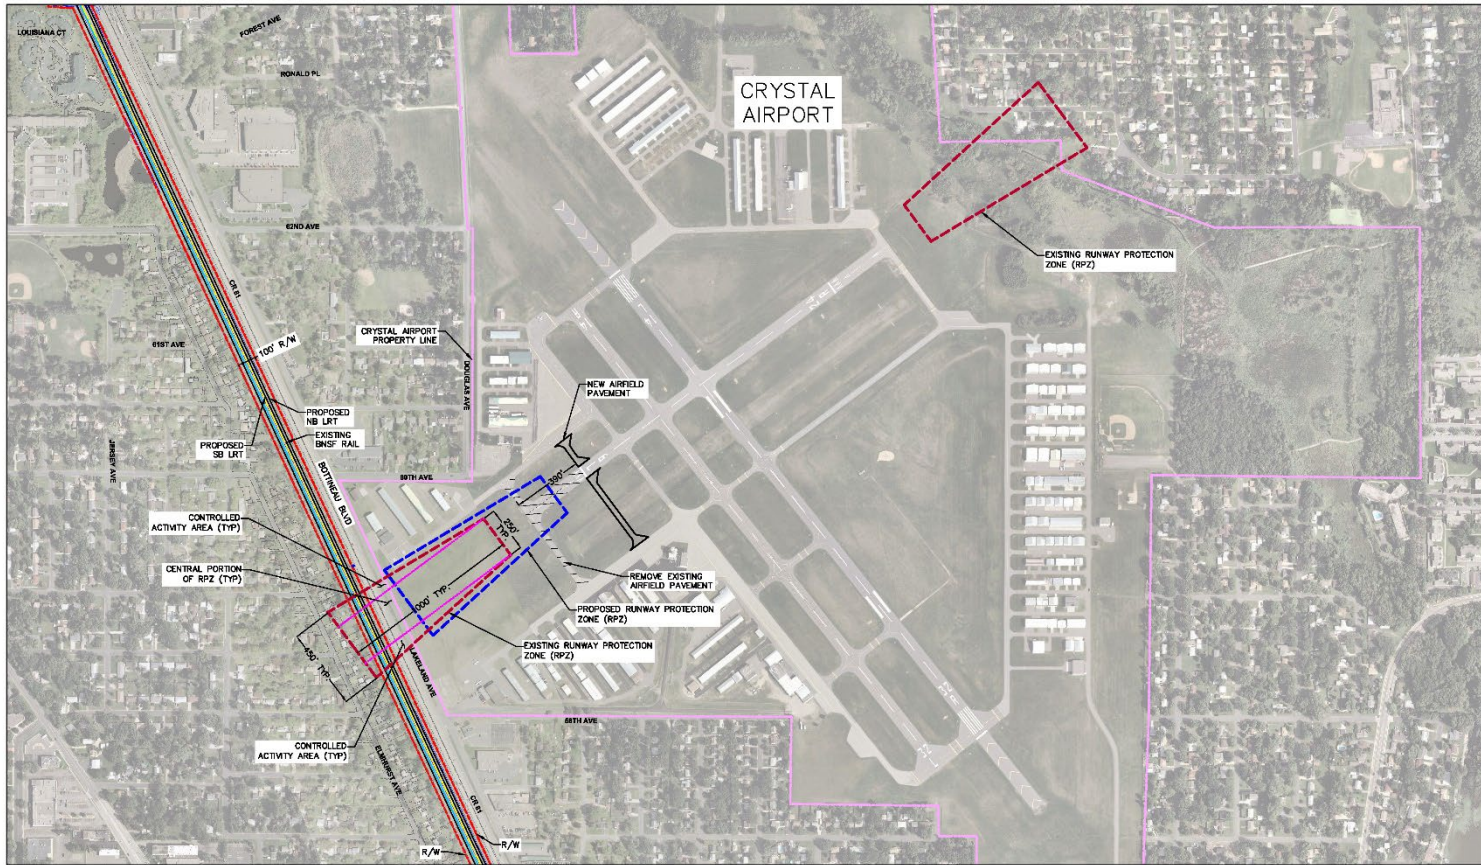 LOUISIANA CT
FOREST AVE
RONALD PL
CRYSTAL
AIRPORT
62ND AVE
CR 81
EXISTING RUNWAY PROTECTION
ZONE (RPZ)
61ST AVE
100' R/W
CRYSTAL AIRPORT
PROPERTY LINE
DOUGLAS AVE
NEW AIRFIELD
PAVEMENT
PROPOSED
NB LRT
PROPOSED
SB LRT
EXISTING
BNSF RAIL
JERSEY AVE
BOTTINEAU BLVD
59TH AVE
390'
CONTROLLED
ACTIVITY AREA (TYP)
250'
TYP.
CENTRAL PORTION
OF RPZ (TYP)
REMOVE EXISTING
AIRFIELD PAVEMENT
000' TYP.
PROPOSED RUNWAY PROTECTION
ZONE (RPZ)
EXISTING RUNWAY PROTECTION
ZONE (RPZ)
450' TYP.
LAKELAND AVE
58TH AVE
CONTROLLED
ACTIVITY AREA (TYP)
ELMHURST AVE
CR 81
R/W
R/W